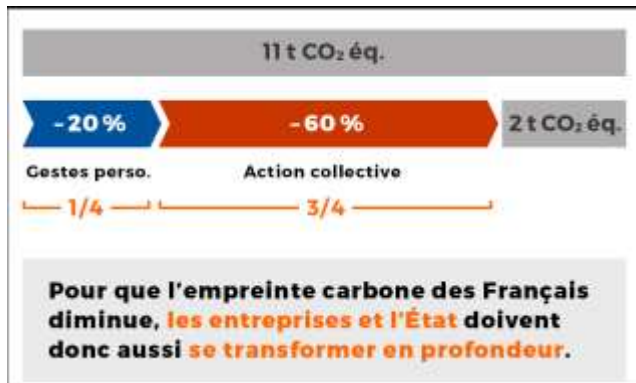 11 t CO₂ éq.
-20 %
-60 %
2 t CO₂ éq.
Gestes perso.
Action collective
1/4
3/4
Pour que l'empreinte carbone des Français
diminue, les entreprises et l'État doivent
donc aussi se transformer en profondeur.